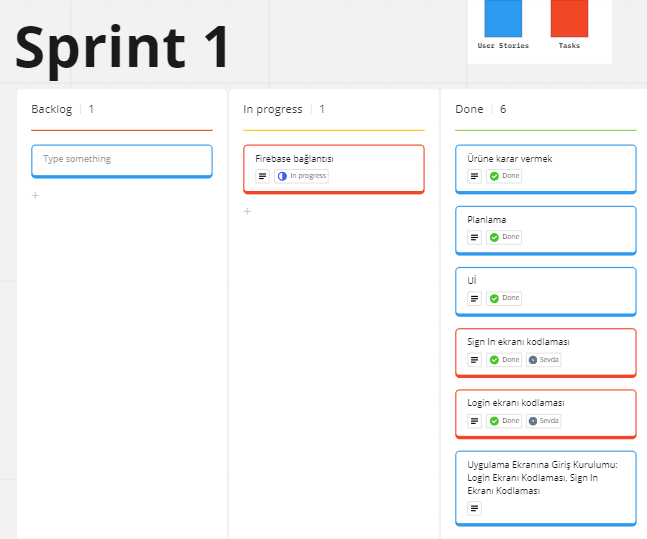 Sprint 1
User Stories
Tasks
Backlog 1
Type something
In progress 1
Firebase bağlantısı
In progress
Done 6
Ürüne karar vermek
Done
Planlama
Done
Uİ
Done
Sign In ekranı kodlaması
Done Sevda
Login ekranı kodlaması
Done Sevda
Uygulama Ekranına Giriş Kurulumu:
Login Ekranı Kodlaması, Sign In
Ekranı Kodlaması